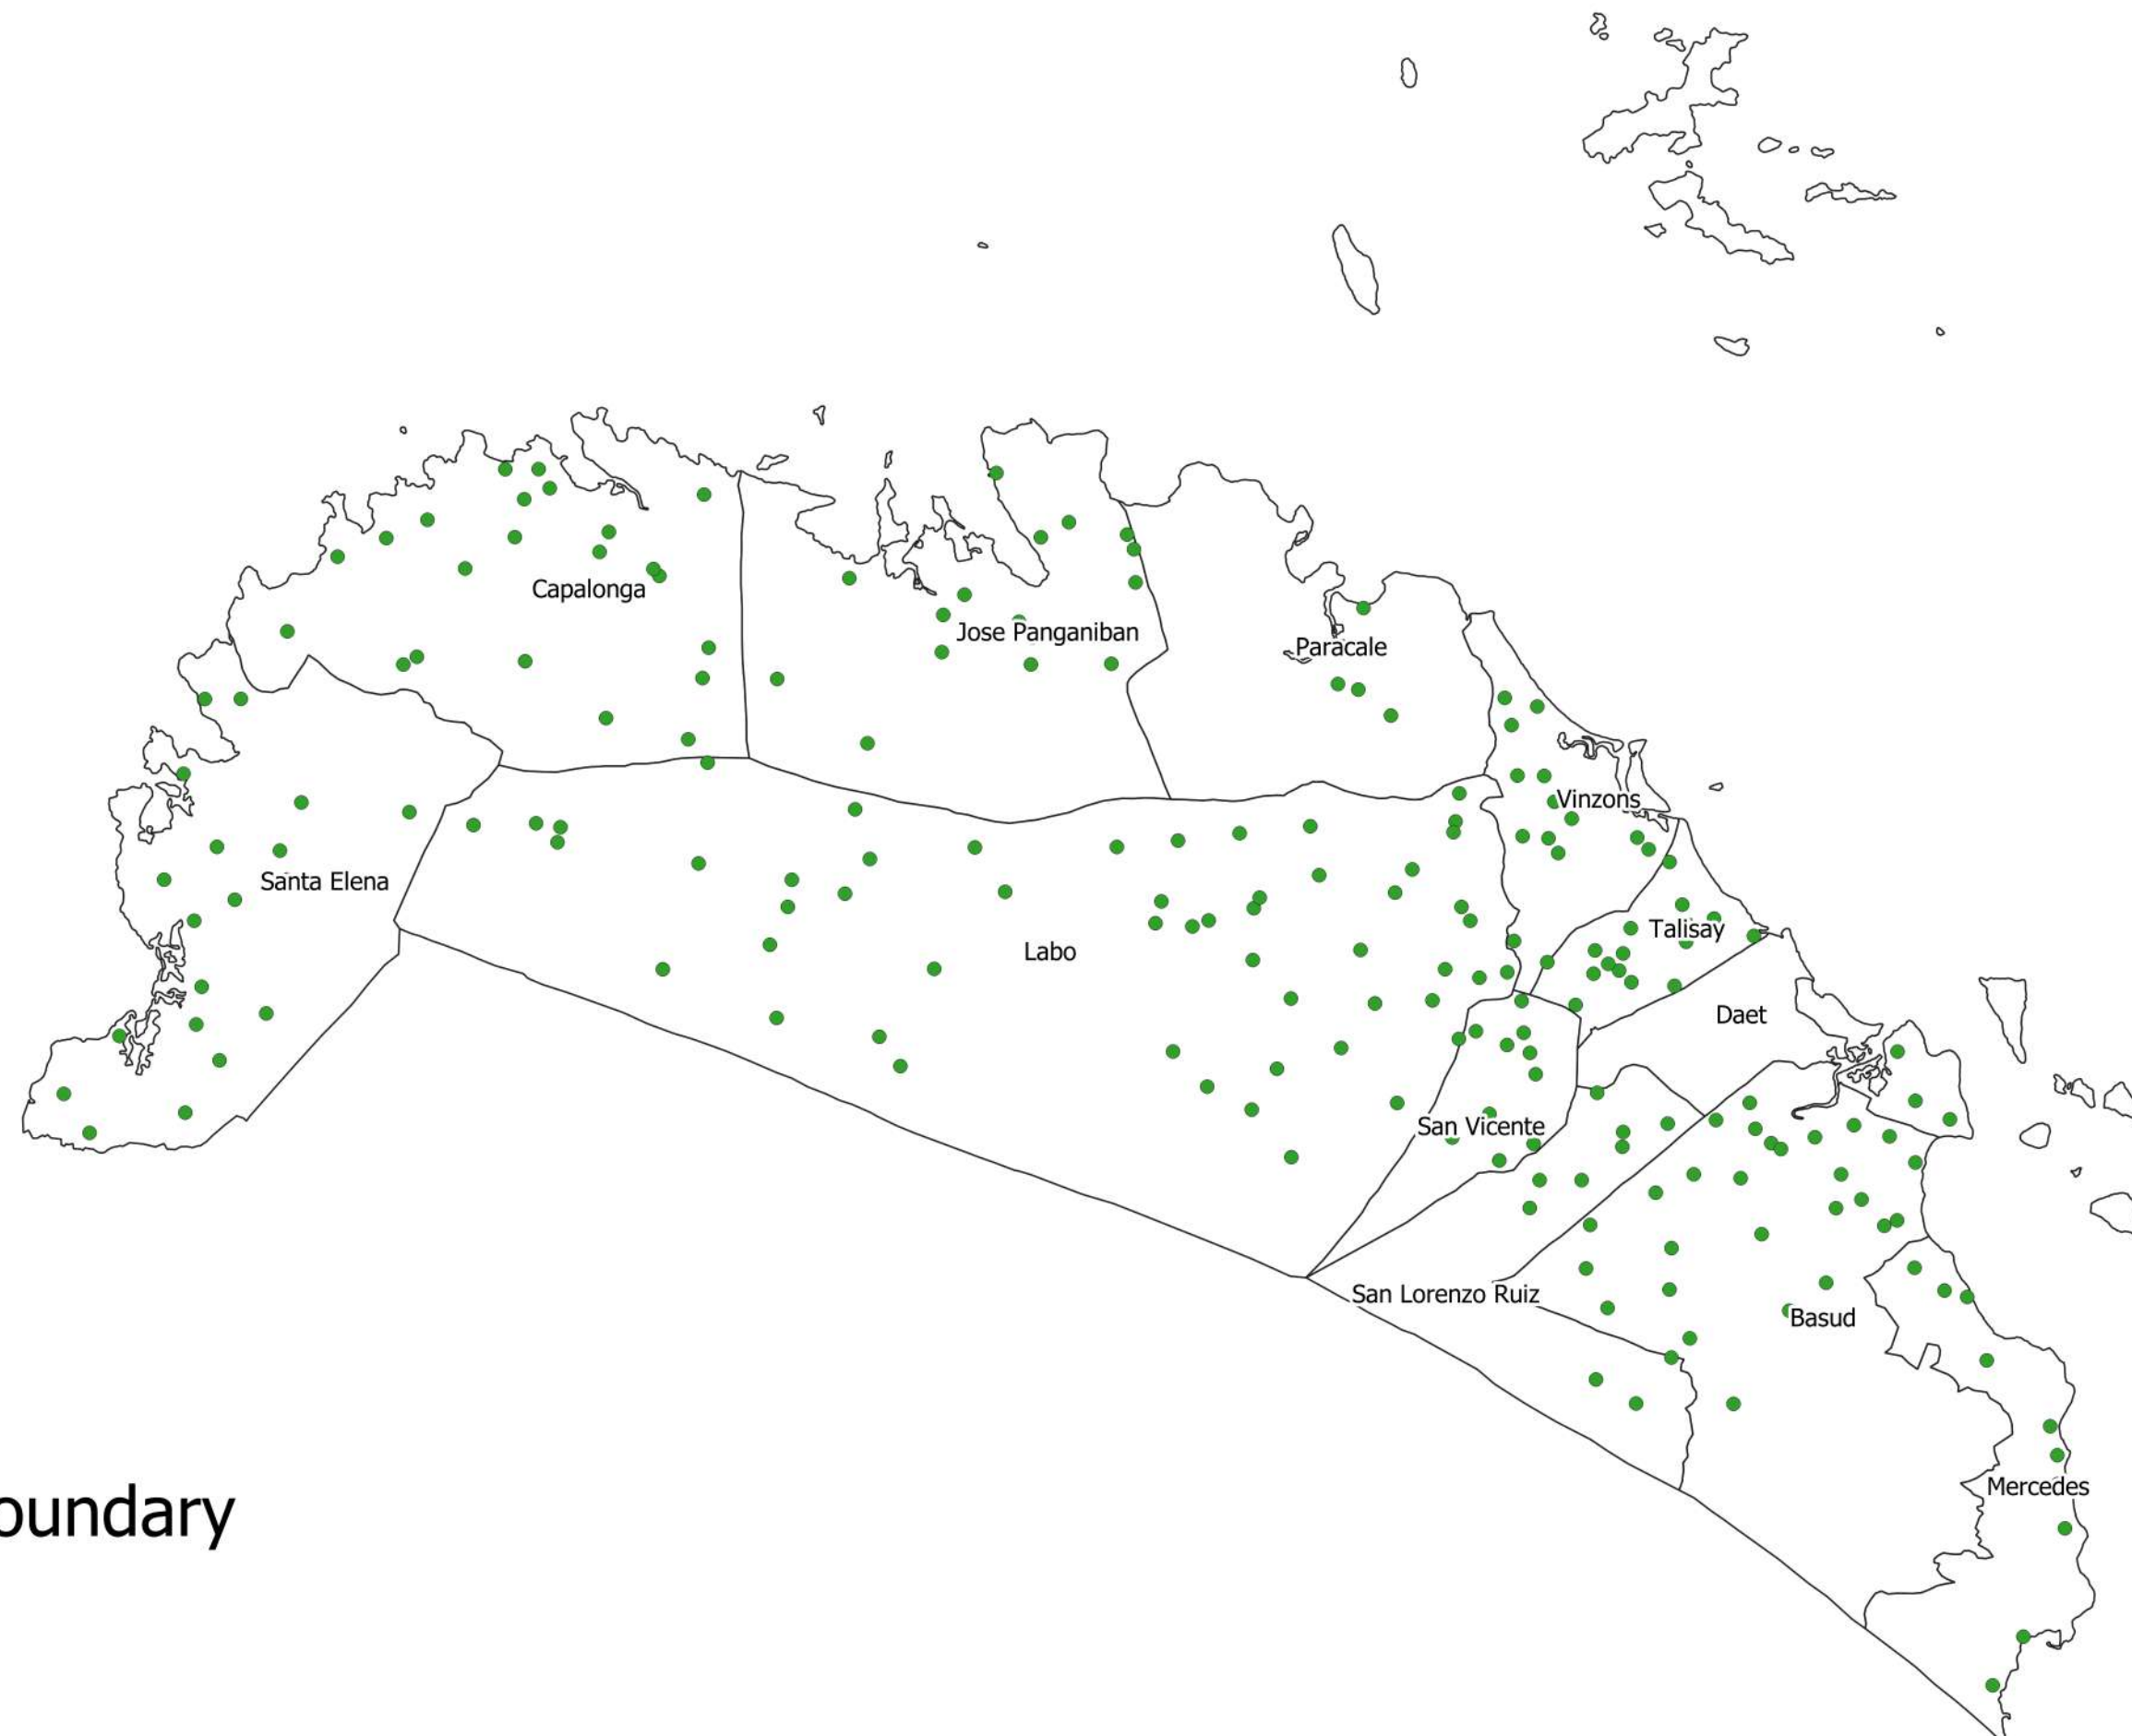 Capalonga
Jose Panganiban
Paracale
Vinzons
Santa Elena
Talisay
Labo
Daet
San Vicente
San Lorenzo Ruiz
Basud
Mercedes
oundary